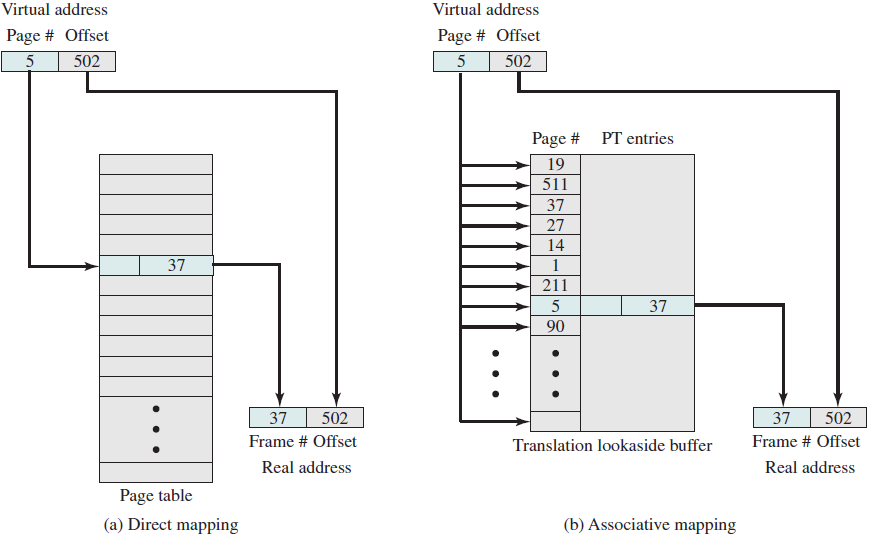 Virtual address
Page # Offset
5 502
37
37 502
Frame # Offset
Real address
Page table
(a) Direct mapping
Virtual address
Page # Offset
5 502
Page # PT entries
19
511
37
27
14
1
211
5 37
90
37 502
Translation lookaside buffer
Frame # Offset
Real address
(b) Associative mapping